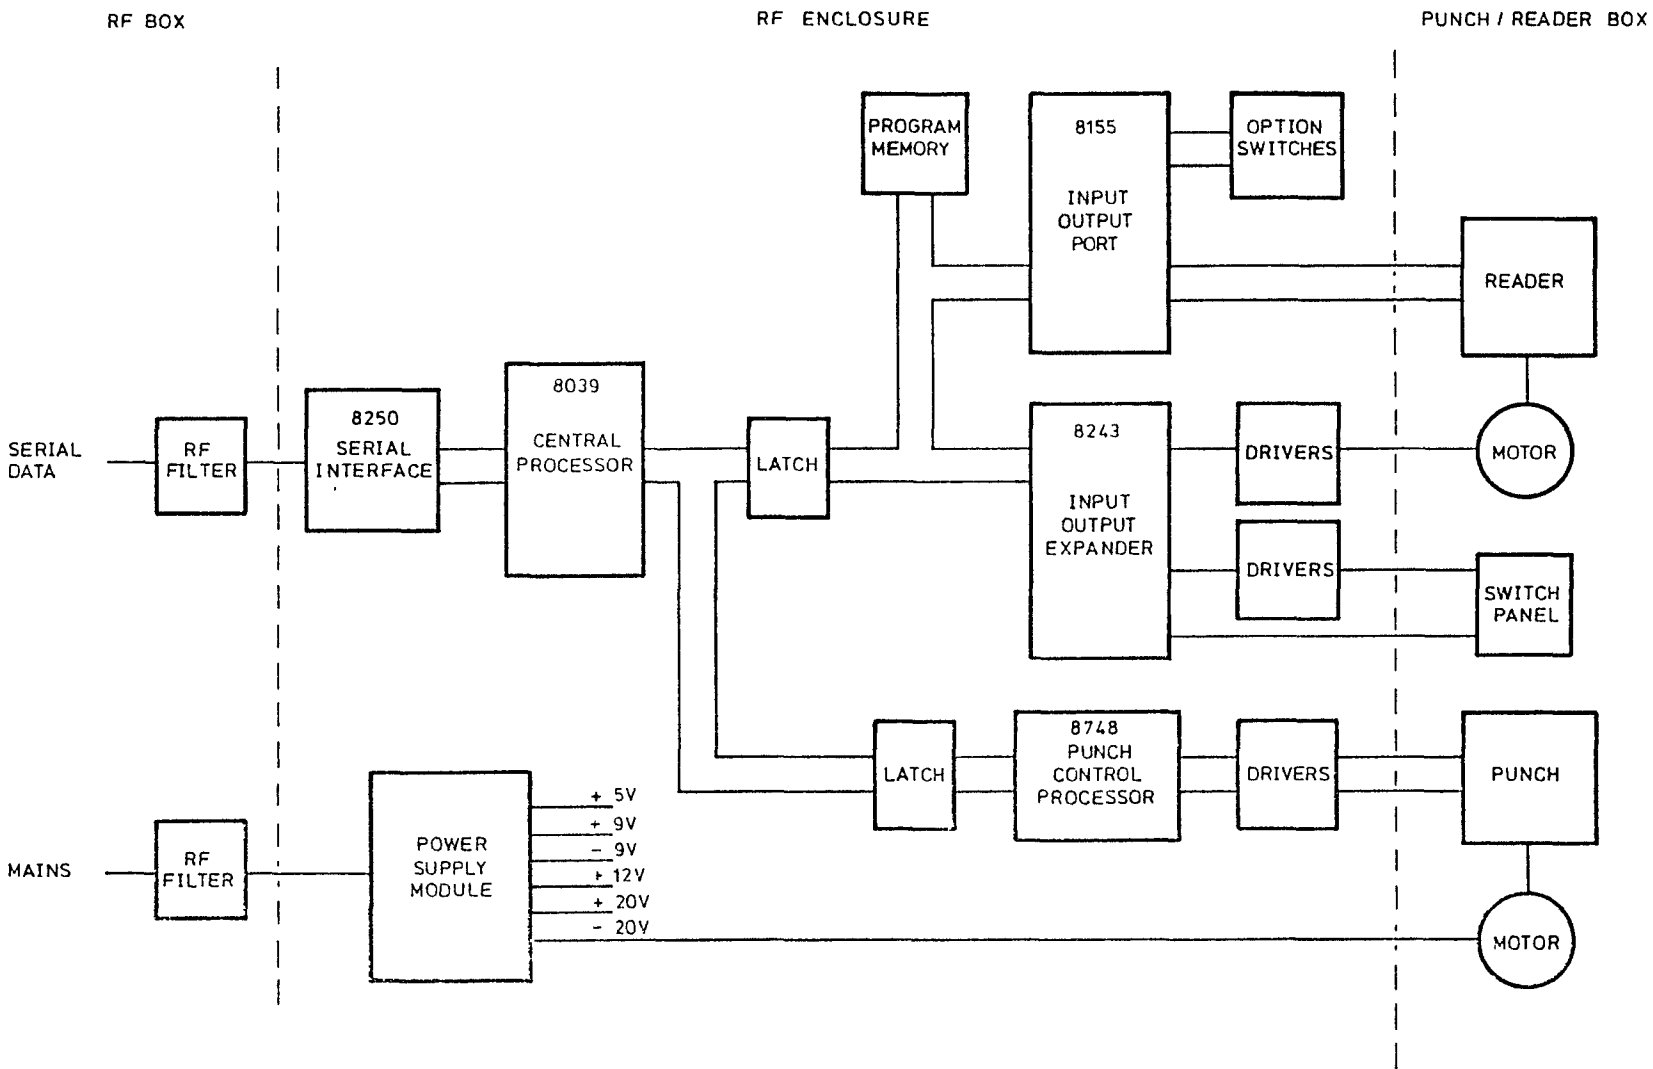 RF BOX
RF ENCLOSURE
PUNCH / READER BOX
PROGRAM
MEMORY
8155
INPUT
OUTPUT
PORT
OPTION
SWITCHES
READER
MOTOR
SERIAL
DATA
RF
FILTER
8250
SERIAL
INTERFACE
8039
CENTRAL
PROCESSOR
LATCH
8243
INPUT
OUTPUT
EXPANDER
DRIVERS
DRIVERS
SWITCH
PANEL
LATCH
8748
PUNCH
CONTROL
PROCESSOR
DRIVERS
PUNCH
MAINS
RF
FILTER
POWER
SUPPLY
MODULE
+ 5V
+ 9V
- 9V
+ 12V
+ 20V
- 20V
MOTOR